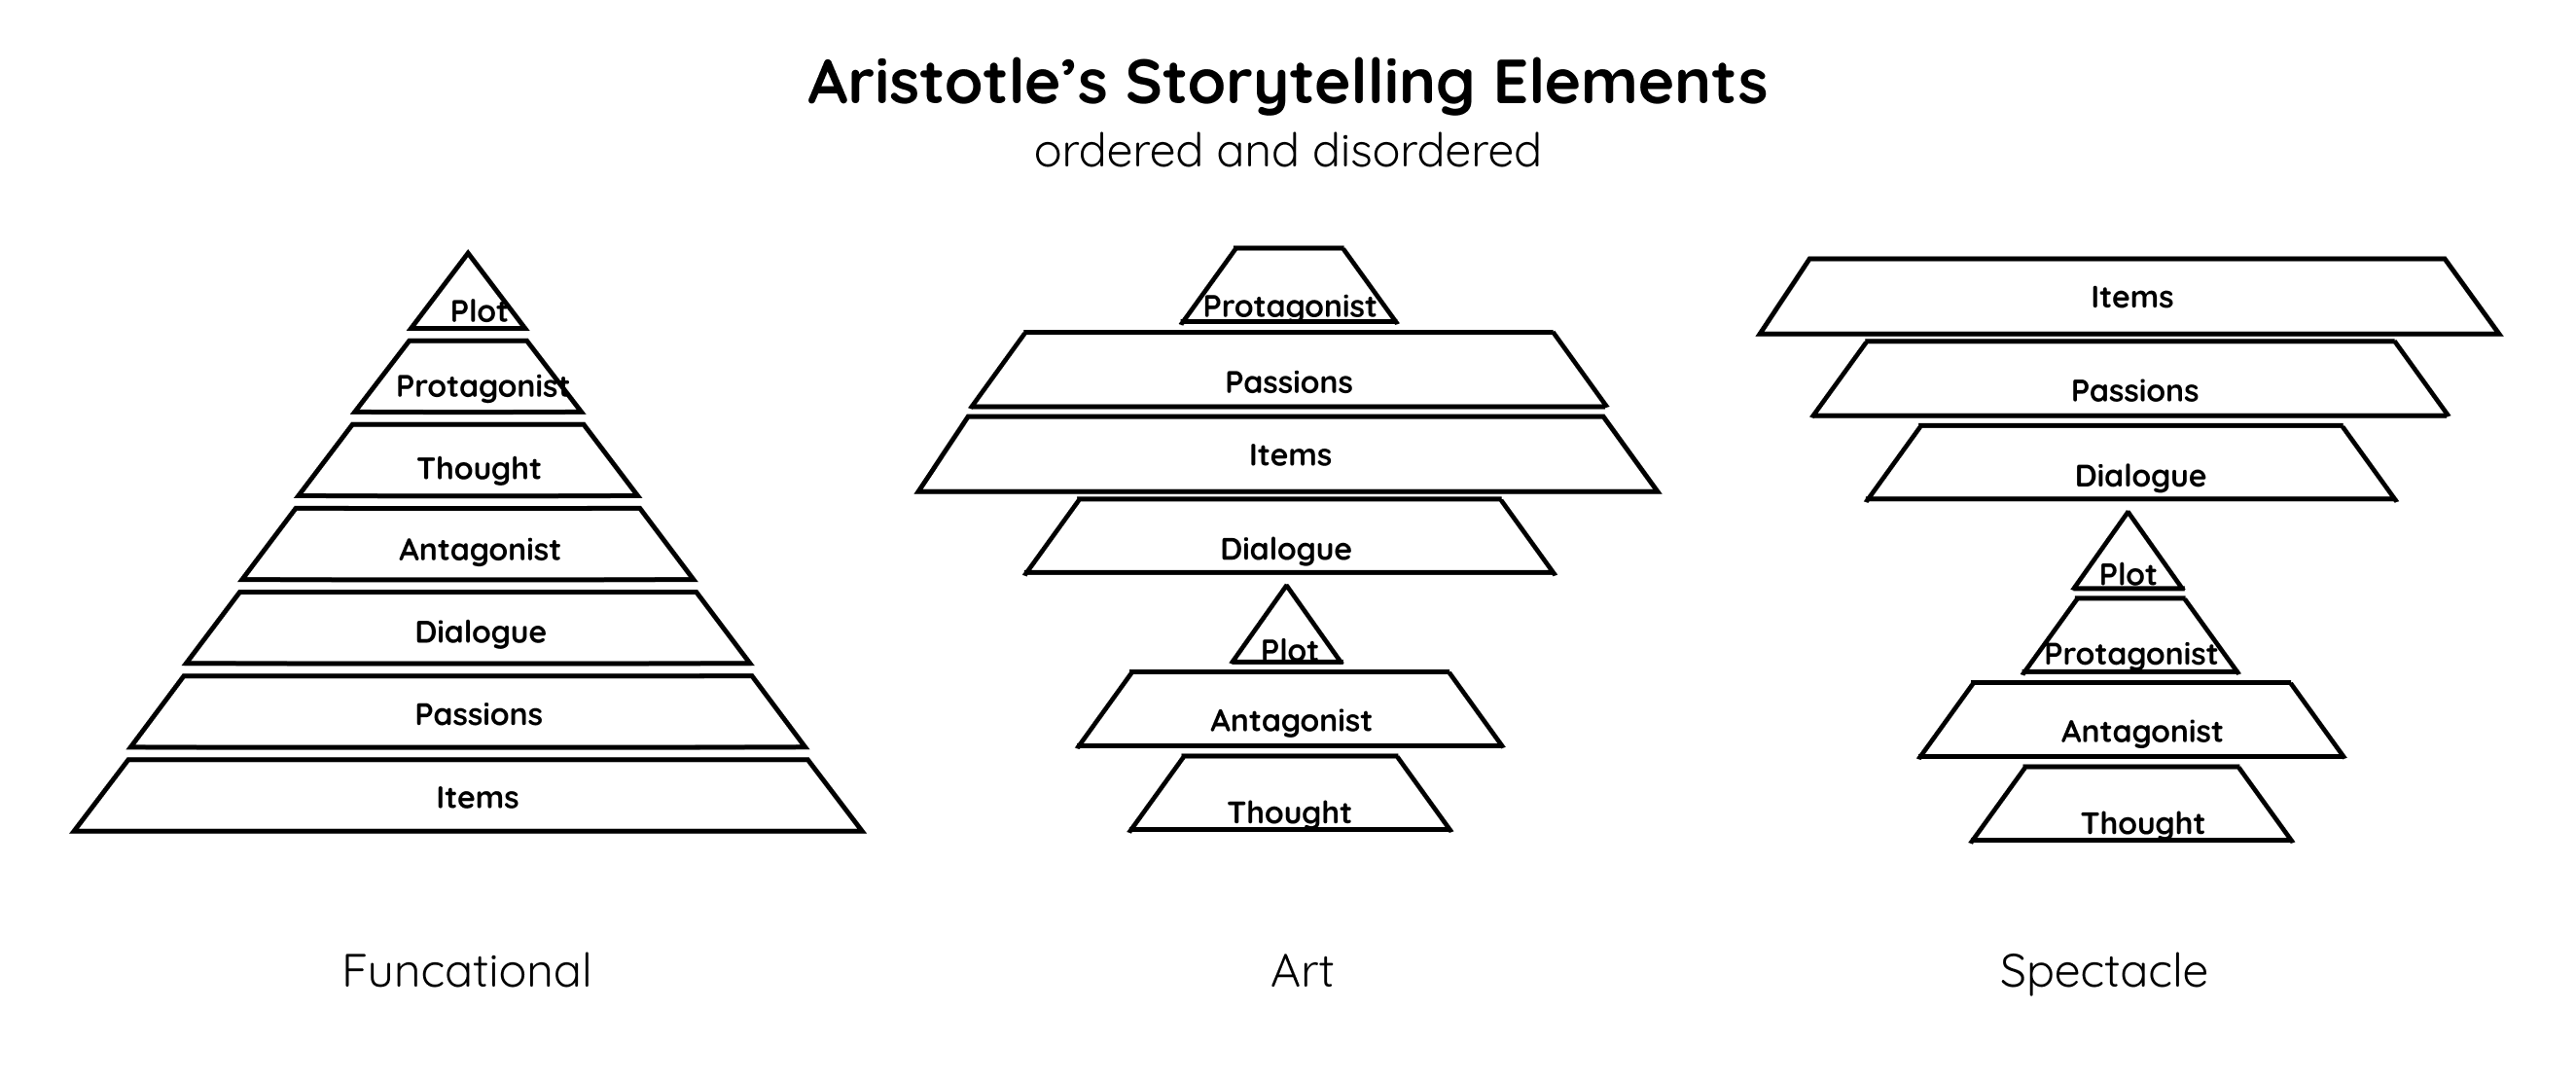 Aristotle’s Storytelling Elements
ordered and disordered
Plot
Protagonist
Thought
Antagonist
Dialogue
Passions
Items
Funcational
Protagonist
Passions
Items
Dialogue
Plot
Antagonist
Thought
Art
Items
Passions
Dialogue
Plot
Protagonist
Antagonist
Thought
Spectacle